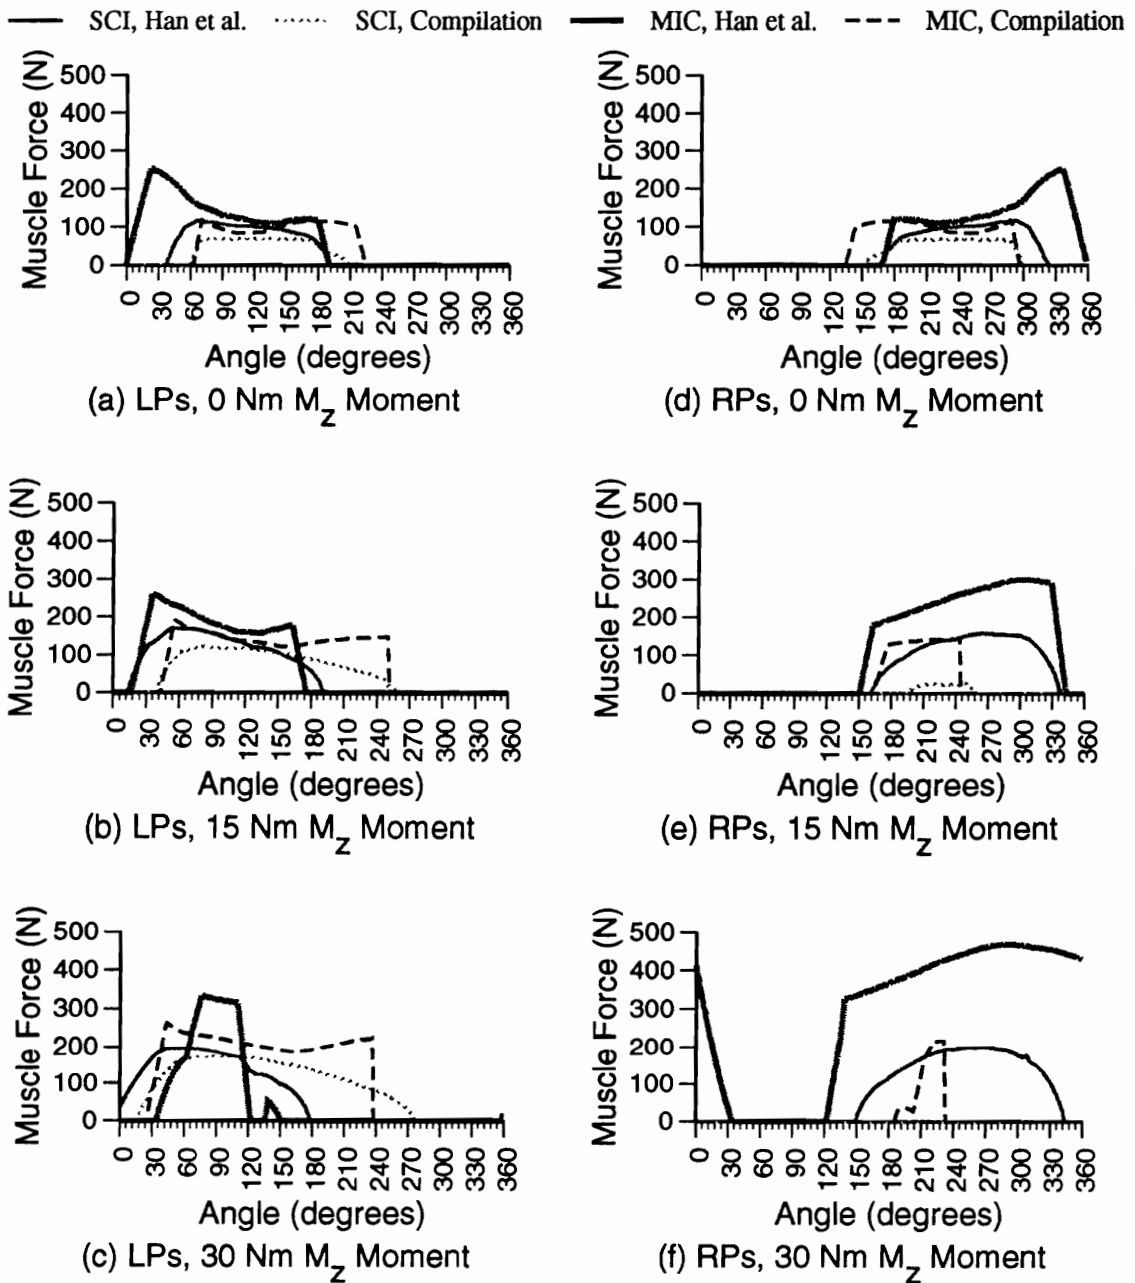 SCI, Han et al. SCI, Compilation MIC, Han et al. MIC, Compilation
Muscle Force (N)
500
400
300
200
100
0
0 30 60 90 120 150 180 210 240 270 300 330 360
Angle (degrees)
(a) LPs, 0 Nm Mz Moment
Muscle Force (N)
500
400
300
200
100
0
0 30 60 90 120 150 180 210 240 270 300 330 360
Angle (degrees)
(d) RPs, 0 Nm Mz Moment
Muscle Force (N)
500
400
300
200
100
0
0 30 60 90 120 150 180 210 240 270 300 330 360
Angle (degrees)
(b) LPs, 15 Nm Mz Moment
Muscle Force (N)
500
400
300
200
100
0
0 30 60 90 120 150 180 210 240 270 300 330 360
Angle (degrees)
(e) RPs, 15 Nm Mz Moment
Muscle Force (N)
500
400
300
200
100
0
0 30 60 90 120 150 180 210 240 270 300 330 360
Angle (degrees)
(c) LPs, 30 Nm Mz Moment
Muscle Force (N)
500
400
300
200
100
0
0 30 60 90 120 150 180 210 240 270 300 330 360
Angle (degrees)
(f) RPs, 30 Nm Mz Moment